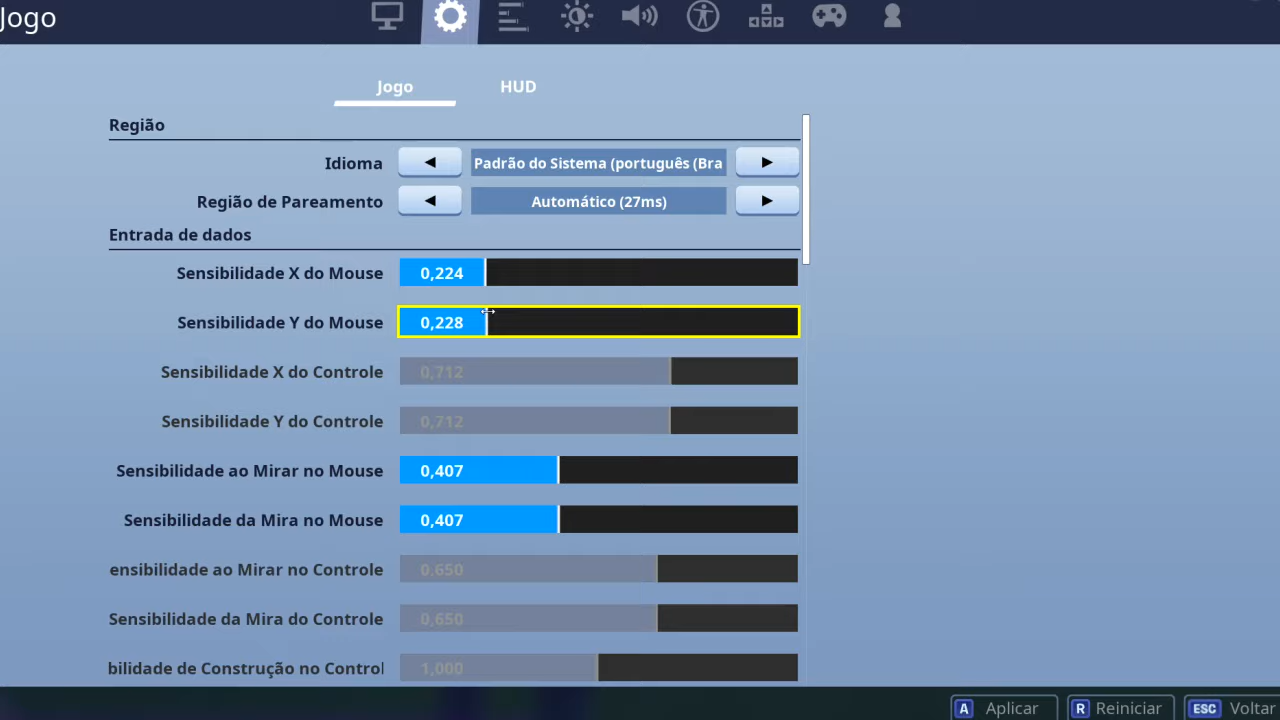 Jogo
Jogo HUD
Região
Idioma ◄ Padrão do Sistema (português (Bra ►
Região de Pareamento ◄ Automático (27ms) ►
Entrada de dados
Sensibilidade X do Mouse 0,224
Sensibilidade Y do Mouse 0,228
Sensibilidade X do Controle 0,712
Sensibilidade Y do Controle 0,712
Sensibilidade ao Mirar no Mouse 0,407
Sensibilidade da Mira no Mouse 0,407
ensibilidade ao Mirar no Controle 0,650
Sensibilidade da Mira do Controle 0,650
bilidade de Construção no Control 1,000
A Aplicar R Reiniciar ESC Voltar